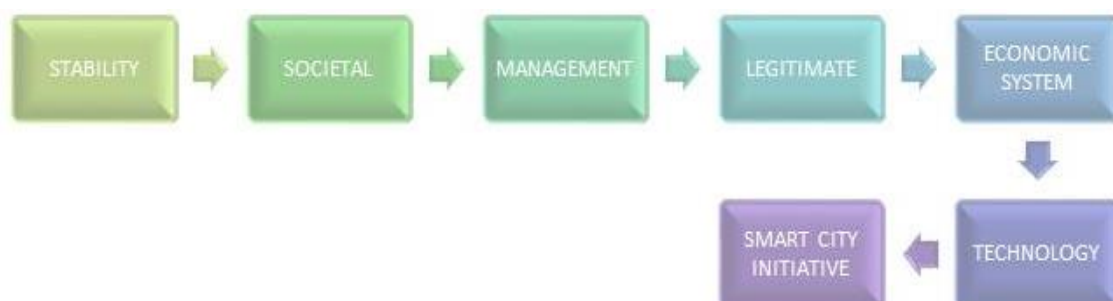 STABILITY
SOCIETAL
MANAGEMENT
LEGITIMATE
ECONOMIC
SYSTEM
TECHNOLOGY
SMART CITY
INITIATIVE